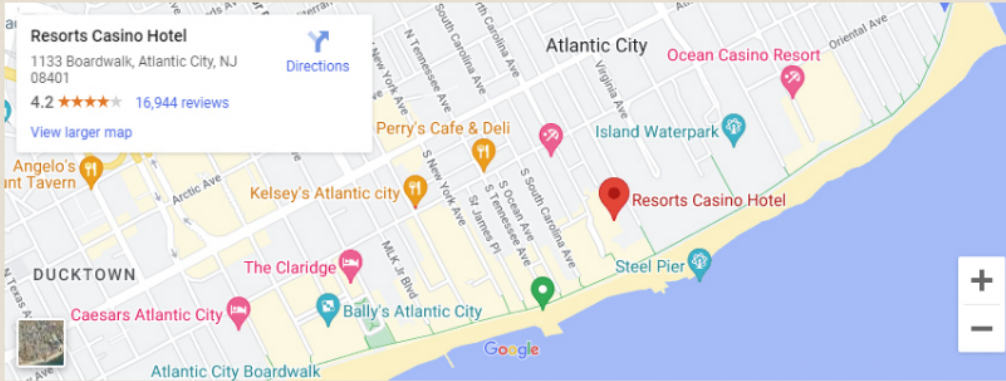 Resorts Casino Hotel
1133 Boardwalk, Atlantic City, NJ
08401
Directions
4.2
16,944 reviews
View larger map
N New York Ave
N Tennessee Ave
South Carolina Ave
North Carolina Ave
Virginia Ave
Atlantic City
Oriental Ave
Ocean Casino Resort
Island Waterpark
Perry's Cafe & Deli
Angelo's
nt Tavern
Arctic Ave
Kelsey's Atlantic city
S New York Ave
St James Pl
S Tennessee Ave
S Ocean Ave
S South Carolina Ave
Resorts Casino Hotel
Steel Pier
DUCKTOWN
The Claridge
MLK Jr Blvd
Caesars Atlantic City
Bally's Atlantic City
Atlantic City Boardwalk
Google
+
−